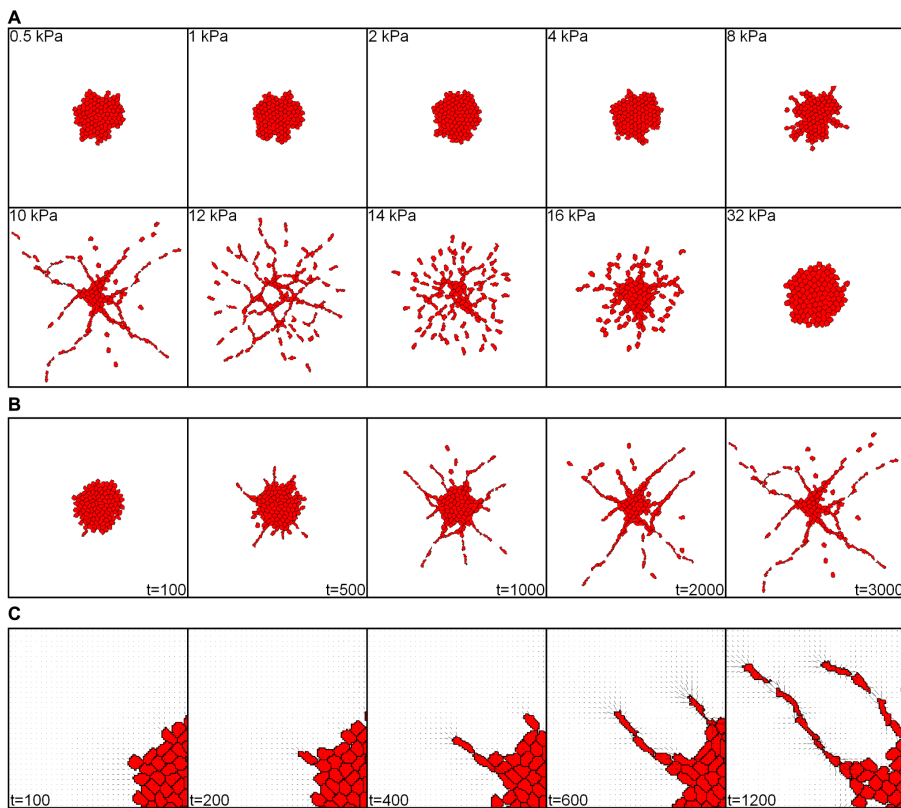 A
0.5 kPa
1 kPa
2 kPa
4 kPa
8 kPa
10 kPa
12 kPa
14 kPa
16 kPa
32 kPa
B
t=100
t=500
t=1000
t=2000
t=3000
C
t=100
t=200
t=400
t=600
t=1200